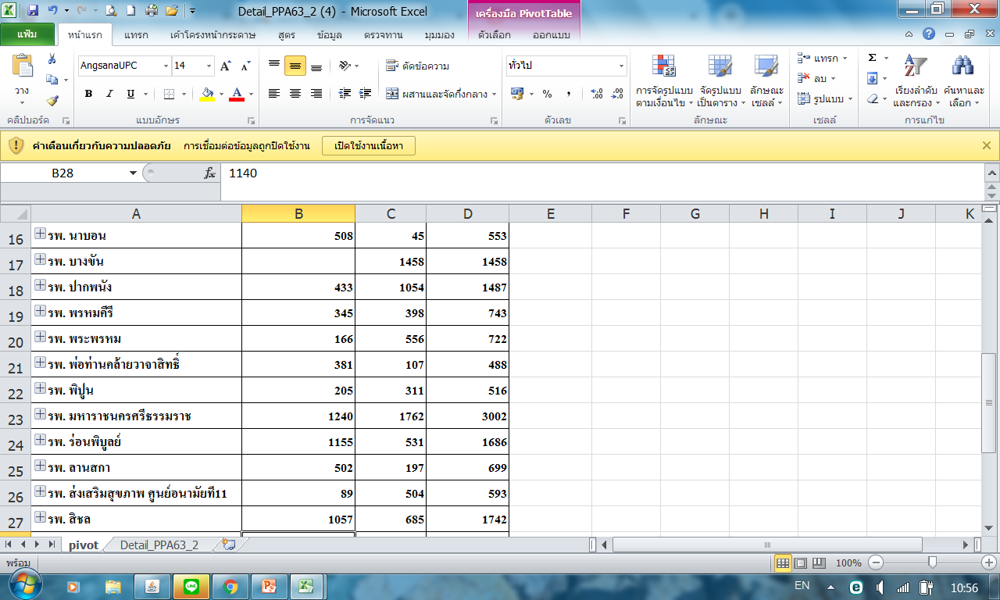 Detail_PPA63_2 (4) - Microsoft Excel
เครื่องมือ PivotTable
แฟ้ม หน้าแรก แทรก เค้าโครงหน้ากระดาษ สูตร ข้อมูล ตรวจทาน มุมมอง ตัวเลือก ออกแบบ
วาง
AngsanaUPC 14
B I U
ตัดข้อความ
ผสานและจัดกึ่งกลาง
ทั่วไป
% ,
การจัดรูปแบบ
ตามเงื่อนไข
จัดรูปแบบ
เป็นตาราง
ลักษณะ
เซลล์
แทรก
ลบ
รูปแบบ
Σ
เรียงลำดับ
และกรอง
ค้นหาและ
เลือก
คลิปบอร์ด แบบอักษร การจัดแนว ตัวเลข ลักษณะ เซลล์ การแก้ไข
คำเตือนเกี่ยวกับความปลอดภัย การเชื่อมต่อข้อมูลถูกปิดใช้งาน เปิดใช้งานเนื้อหา
B28 fx 1140
A B C D E F G H I J K
16 รพ. นาบอน 508 45 553
17 รพ. บางขัน 1458 1458
18 รพ. ปากพนัง 433 1054 1487
19 รพ. พรหมคีรี 345 398 743
20 รพ. พระพรหม 166 556 722
21 รพ. พ่อท่านคล้ายวาจาสิทธิ์ 381 107 488
22 รพ. พิปูน 205 311 516
23 รพ. มหาราชนครศรีธรรมราช 1240 1762 3002
24 รพ. ร่อนพิบูลย์ 1155 531 1686
25 รพ. ลานสกา 502 197 699
26 รพ. ส่งเสริมสุขภาพ ศูนย์อนามัยที่11 89 504 593
27 รพ. สิชล 1057 685 1742
pivot Detail_PPA63_2
พร้อม 100%
EN 10:56